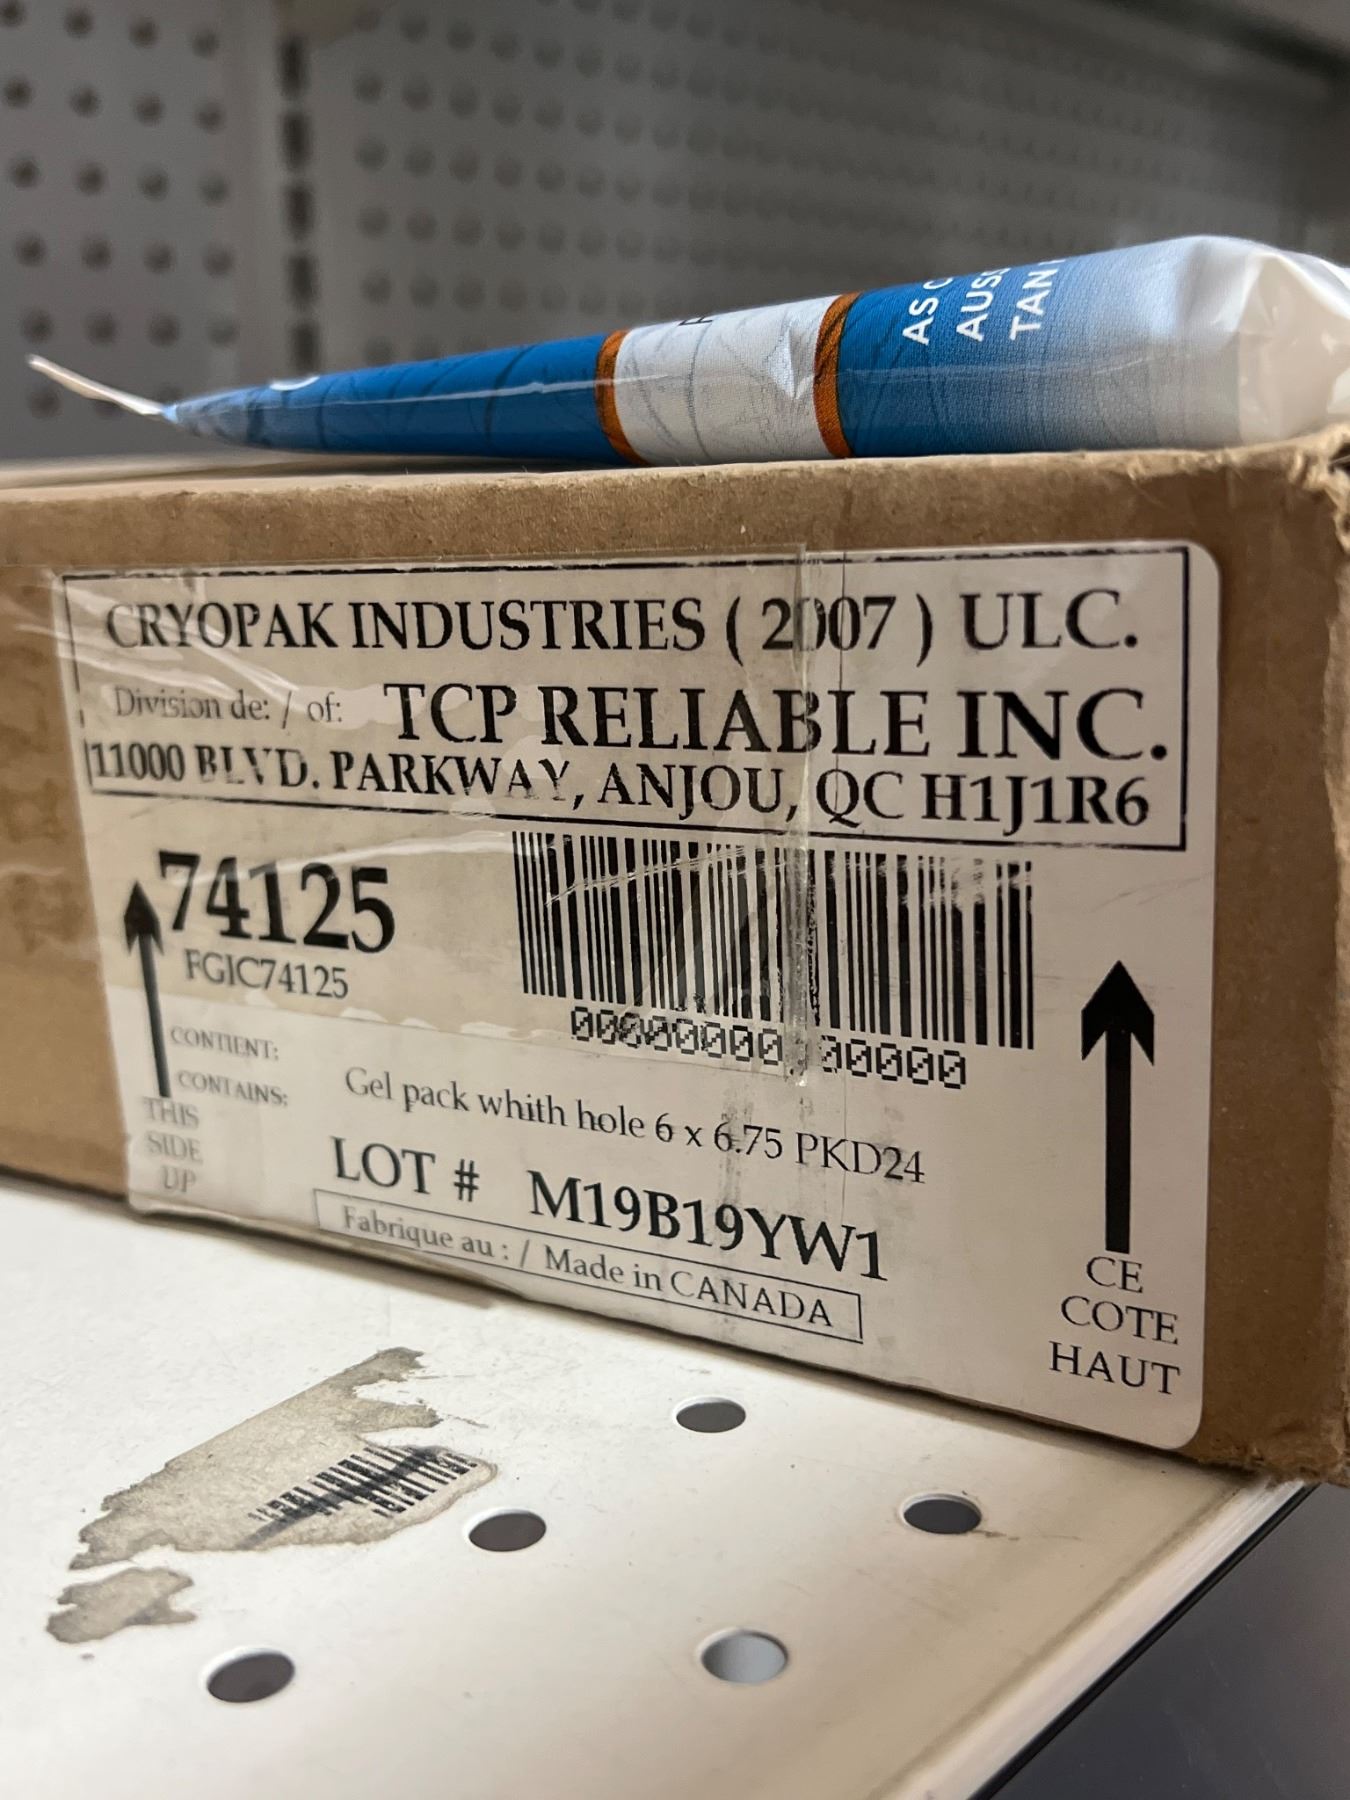 AS
AUS
TAN
CRYOPAK INDUSTRIES ( 2007 ) ULC.
Division de: / of: TCP RELIABLE INC.
11000 BLVD. PARKWAY, ANJOU, QC H1J1R6
74125
FGIC74125
CONTIENT:
CONTAINS:
Gel pack whith hole 6 x 6.75 PKD24
LOT # M19B19YW1
Fabrique au : / Made in CANADA
THIS
SIDE
UP
CE
COTE
HAUT